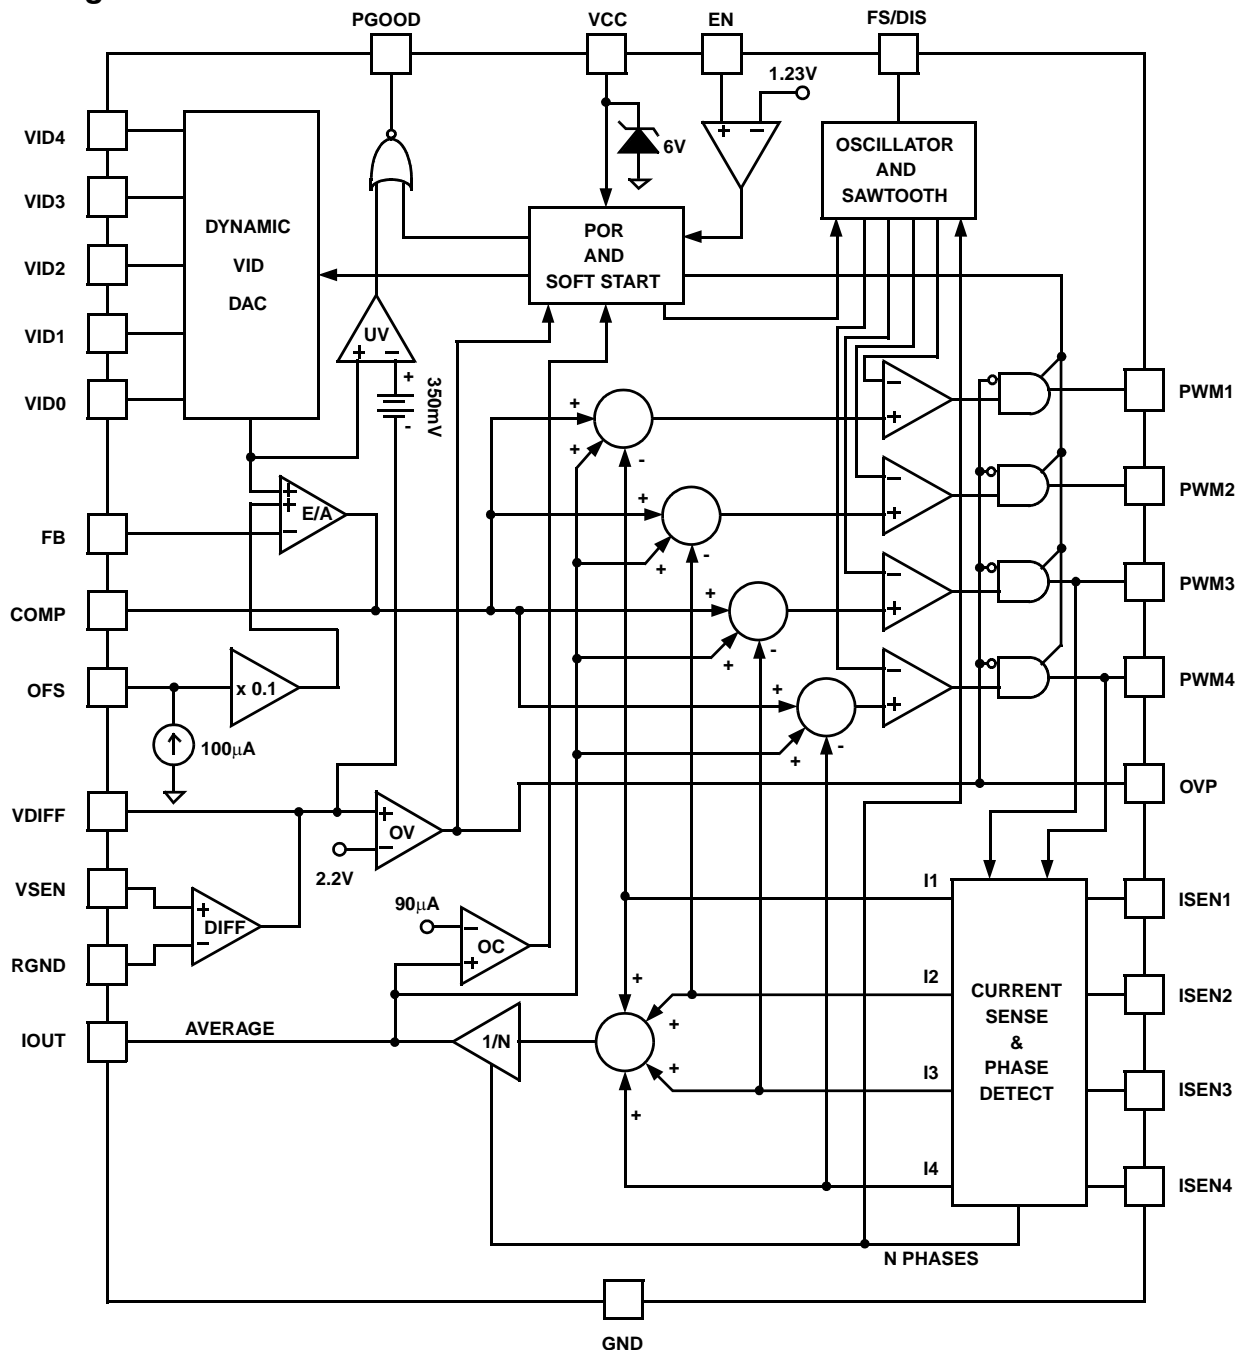 PGOOD
VCC
EN
FS/DIS
1.23V
VID4
VID3
VID2
VID1
VID0
DYNAMIC
VID
DAC
6V
+ −
OSCILLATOR
AND
SAWTOOTH
POR
AND
SOFT START
UV
+ −
+
350mV
-
+
+
-
−
+
PWM1
+
+
-
−
+
PWM2
+
+
-
−
+
PWM3
+
+
-
−
+
PWM4
FB
+
+
−
E/A
COMP
OFS
x 0.1
100μA
VDIFF
+
−
OV
2.2V
OVP
VSEN
RGND
+
−
DIFF
90μA
−
+
OC
IOUT
AVERAGE
1/N
+
+
+
+
I1
I2
I3
I4
CURRENT
SENSE
&
PHASE
DETECT
ISEN1
ISEN2
ISEN3
ISEN4
N PHASES
GND